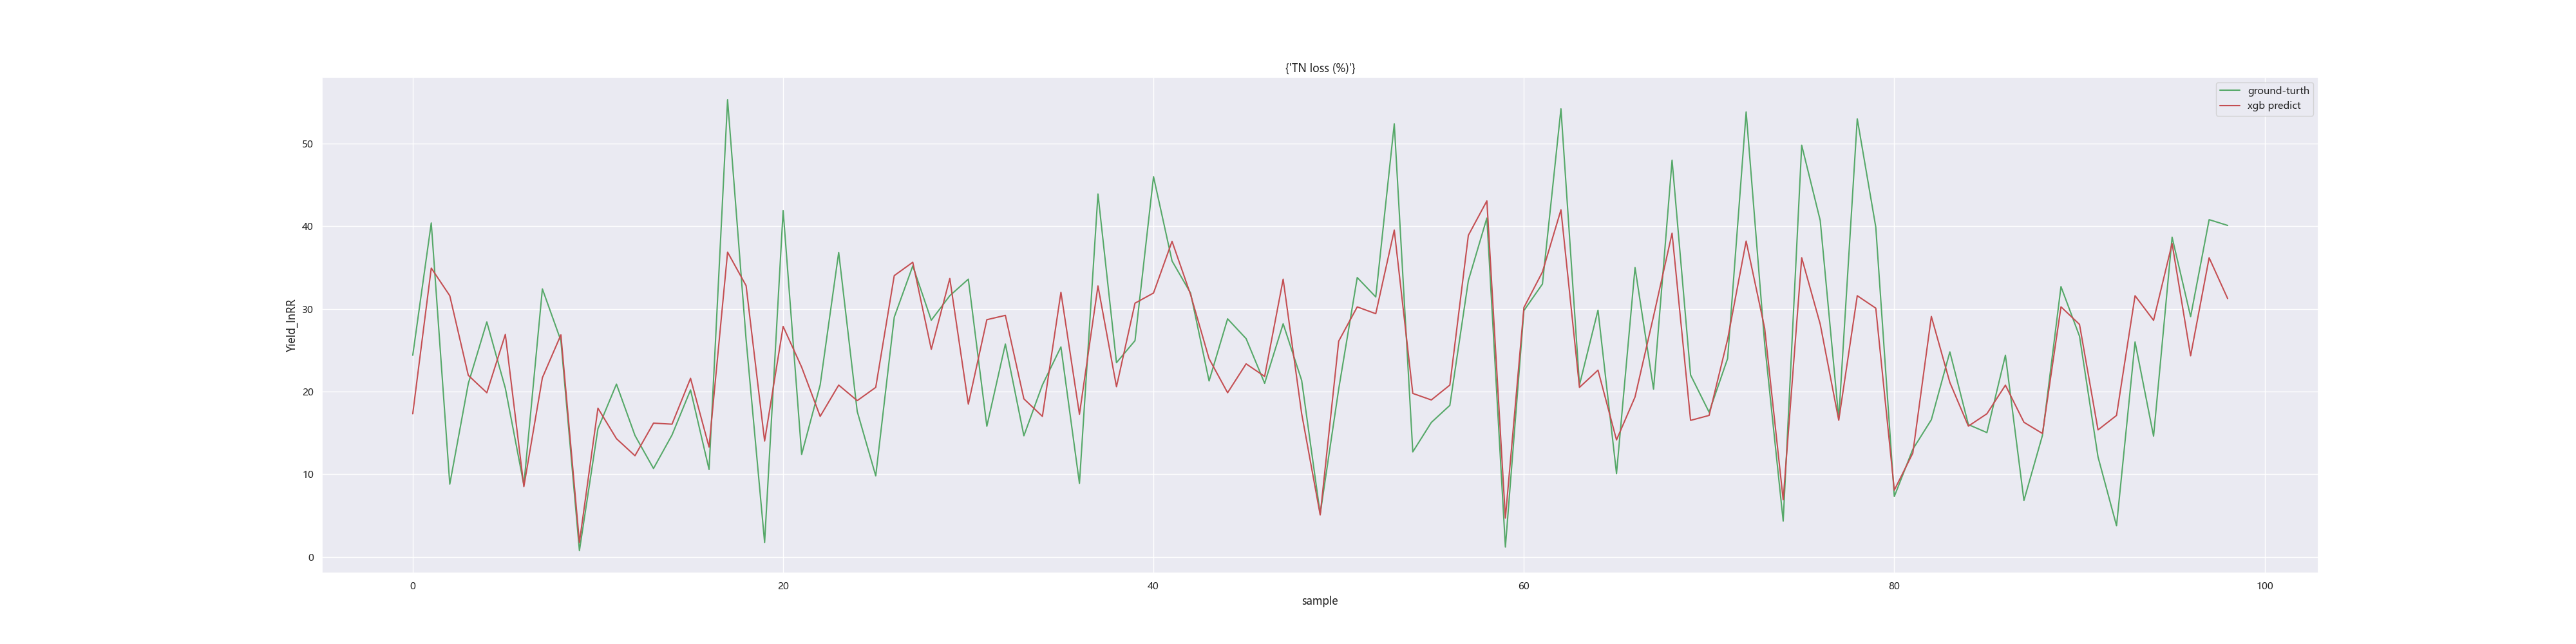 {'TN loss (%)'}
ground-turth
xgb predict
Yield_lnRR
50
40
30
20
10
0
0 20 40 60 80 100
sample